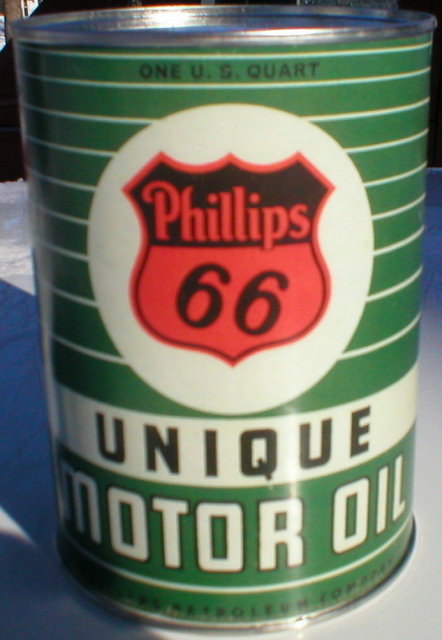 ONE U. S. QUART
Phillips
66
UNIQUE
MOTOR OIL
PETROLEUM COMPANY